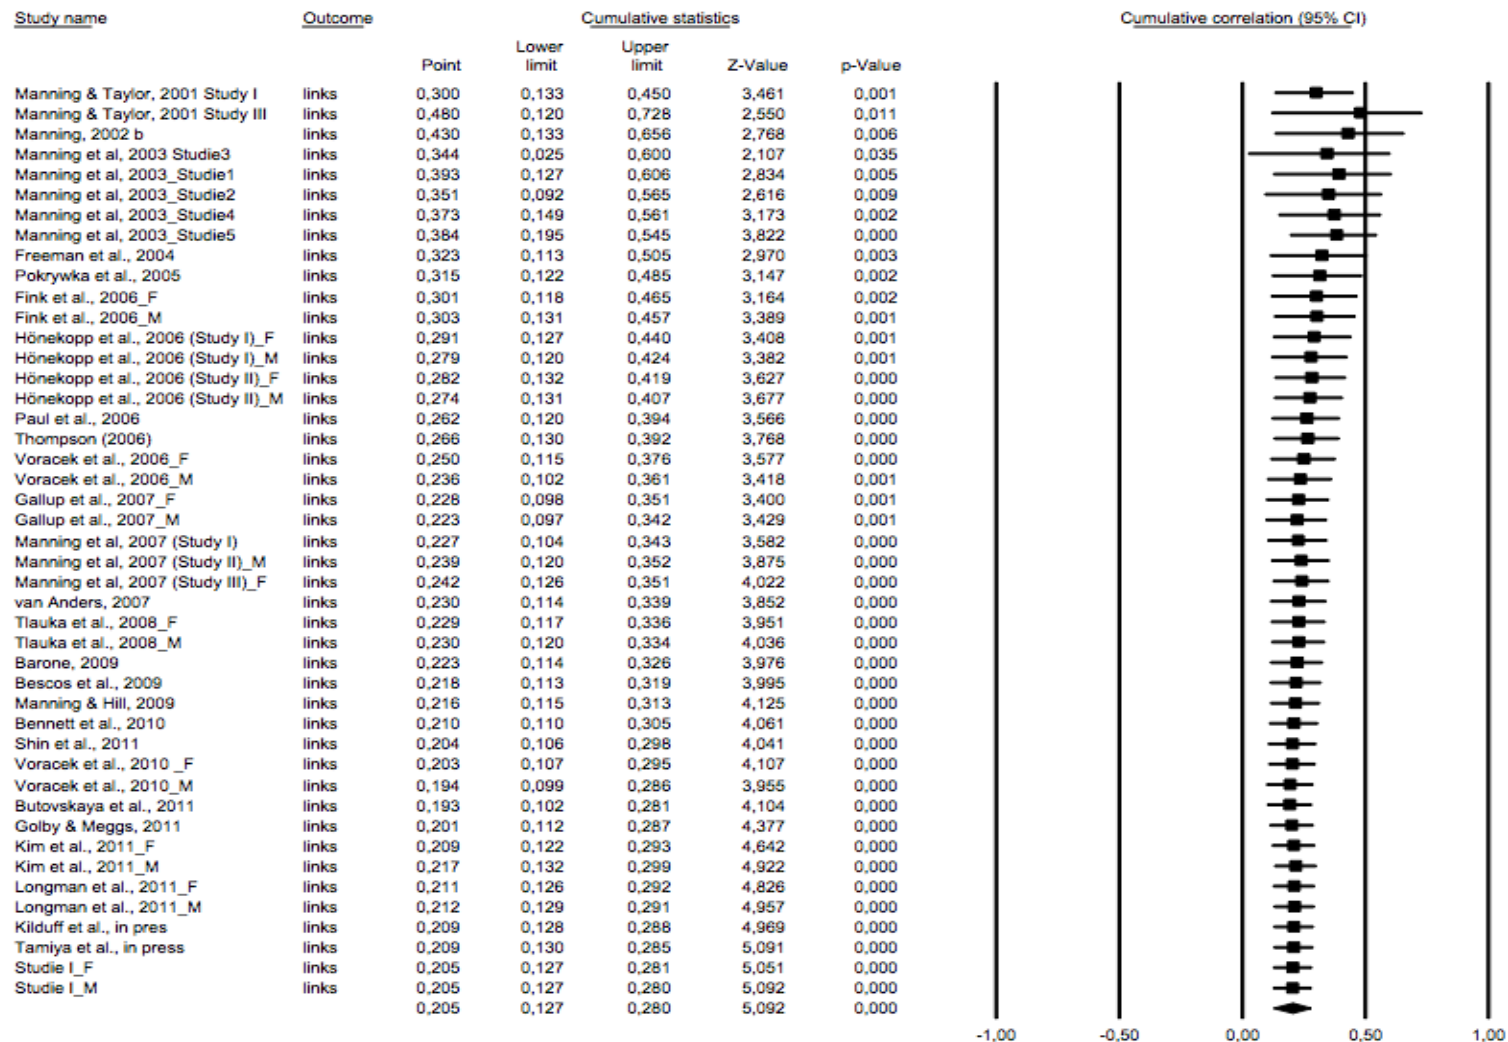 Study name Outcome Cumulative statistics Cumulative correlation (95% CI)
Lower Upper
Point limit limit Z-Value p-Value
Manning & Taylor, 2001 Study I links 0,300 0,133 0,450 3,461 0,001
Manning & Taylor, 2001 Study III links 0,480 0,120 0,728 2,550 0,011
Manning, 2002 b links 0,430 0,133 0,656 2,768 0,006
Manning et al, 2003 Studie3 links 0,344 0,025 0,600 2,107 0,035
Manning et al, 2003_Studie1 links 0,393 0,127 0,606 2,834 0,005
Manning et al, 2003_Studie2 links 0,351 0,092 0,565 2,616 0,009
Manning et al, 2003_Studie4 links 0,373 0,149 0,561 3,173 0,002
Manning et al, 2003_Studie5 links 0,384 0,195 0,545 3,822 0,000
Freeman et al., 2004 links 0,323 0,113 0,505 2,970 0,003
Pokrywka et al., 2005 links 0,315 0,122 0,485 3,147 0,002
Fink et al., 2006_F links 0,301 0,118 0,465 3,164 0,002
Fink et al., 2006_M links 0,303 0,131 0,457 3,389 0,001
Hönekopp et al., 2006 (Study I)_F links 0,291 0,127 0,440 3,408 0,001
Hönekopp et al., 2006 (Study I)_M links 0,279 0,120 0,424 3,382 0,001
Hönekopp et al., 2006 (Study II)_F links 0,282 0,132 0,419 3,627 0,000
Hönekopp et al., 2006 (Study II)_M links 0,274 0,131 0,407 3,677 0,000
Paul et al., 2006 links 0,262 0,120 0,394 3,566 0,000
Thompson (2006) links 0,266 0,130 0,392 3,768 0,000
Voracek et al., 2006_F links 0,250 0,115 0,376 3,577 0,000
Voracek et al., 2006_M links 0,236 0,102 0,361 3,418 0,001
Gallup et al., 2007_F links 0,228 0,098 0,351 3,400 0,001
Gallup et al., 2007_M links 0,223 0,097 0,342 3,429 0,001
Manning et al, 2007 (Study I) links 0,227 0,104 0,343 3,582 0,000
Manning et al, 2007 (Study II)_M links 0,239 0,120 0,352 3,875 0,000
Manning et al, 2007 (Study III)_F links 0,242 0,126 0,351 4,022 0,000
van Anders, 2007 links 0,230 0,114 0,339 3,852 0,000
Tlauka et al., 2008_F links 0,229 0,117 0,336 3,951 0,000
Tlauka et al., 2008_M links 0,230 0,120 0,334 4,036 0,000
Barone, 2009 links 0,223 0,114 0,326 3,976 0,000
Bescos et al., 2009 links 0,218 0,113 0,319 3,995 0,000
Manning & Hill, 2009 links 0,216 0,115 0,313 4,125 0,000
Bennett et al., 2010 links 0,210 0,110 0,305 4,061 0,000
Shin et al., 2011 links 0,204 0,106 0,298 4,041 0,000
Voracek et al., 2010 _F links 0,203 0,107 0,295 4,107 0,000
Voracek et al., 2010_M links 0,194 0,099 0,286 3,955 0,000
Butovskaya et al., 2011 links 0,193 0,102 0,281 4,104 0,000
Golby & Meggs, 2011 links 0,201 0,112 0,287 4,377 0,000
Kim et al., 2011_F links 0,209 0,122 0,293 4,642 0,000
Kim et al., 2011_M links 0,217 0,132 0,299 4,922 0,000
Longman et al., 2011_F links 0,211 0,126 0,292 4,826 0,000
Longman et al., 2011_M links 0,212 0,129 0,291 4,957 0,000
Kilduff et al., in pres links 0,209 0,128 0,288 4,969 0,000
Tamiya et al., in press links 0,209 0,130 0,285 5,091 0,000
Studie I_F links 0,205 0,127 0,281 5,051 0,000
Studie I_M links 0,205 0,127 0,280 5,092 0,000
0,205 0,127 0,280 5,092 0,000
-1,00 -0,50 0,00 0,50 1,00